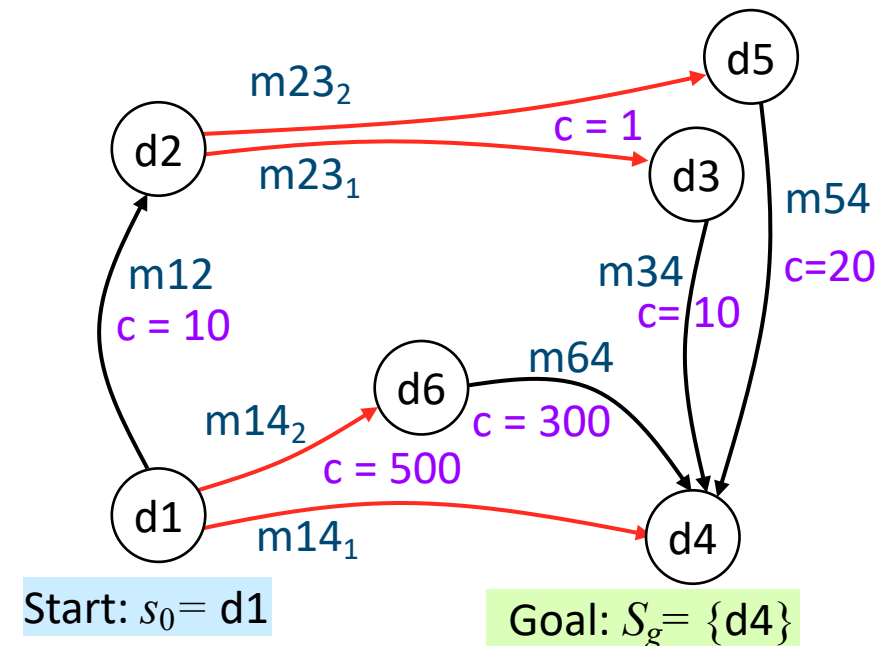 d5
m23₂
c = 1
d2
d3
m23₁
m54
m12
m34
c=20
c = 10
c= 10
m64
d6
m14₂
c = 300
c = 500
d1
m14₁
d4
Start: s₀= d1
Goal: S_g= {d4}